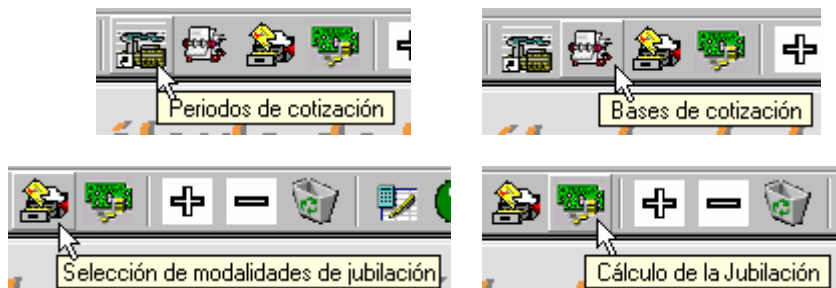 Periodos de cotización
Bases de cotización
Selección de modalidades de jubilación
Cálculo de la Jubilación